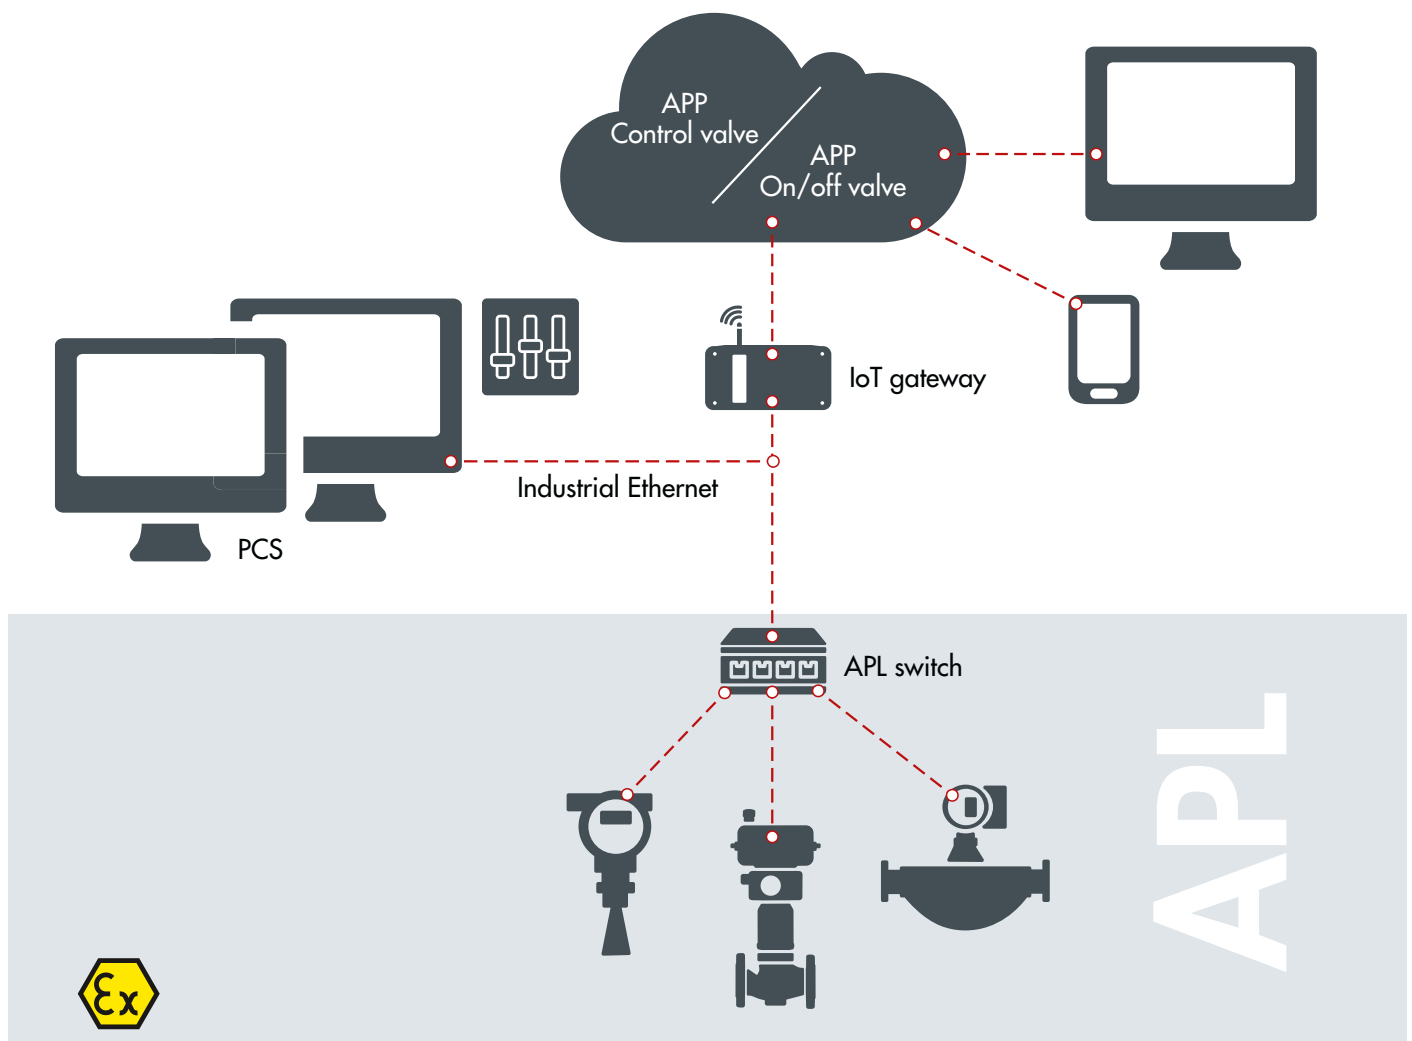 APP
Control valve
APP
On/off valve
IoT gateway
Industrial Ethernet
PCS
APL switch
APL
Ex